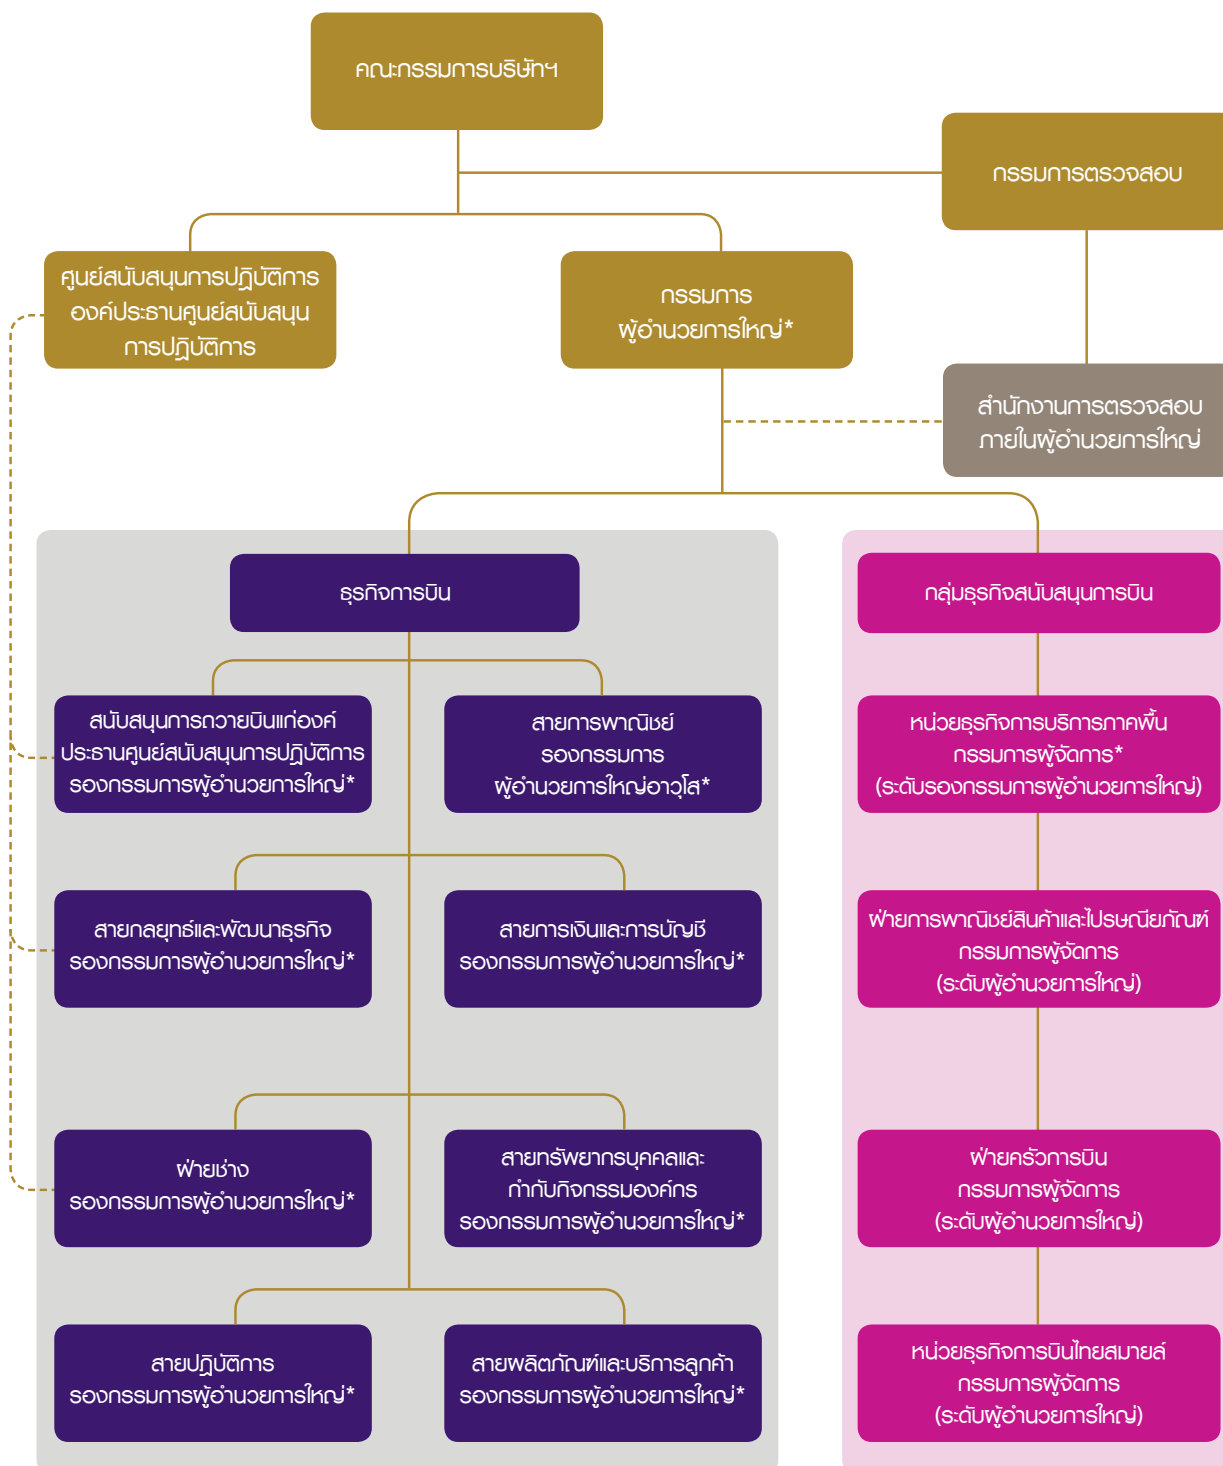 คณะกรรมการบริษัทฯ
กรรมการตรวจสอบ
ศูนย์สนับสนุนการปฏิบัติการ
องค์ประธานศูนย์สนับสนุน
การปฏิบัติการ
กรรมการ
ผู้อำนวยการใหญ่*
สำนักงานการตรวจสอบ
ภายในผู้อำนวยการใหญ่
ธุรกิจการบิน
กลุ่มธุรกิจสนับสนุนการบิน
สนับสนุนการถวายบินแก่องค์
ประธานศูนย์สนับสนุนการปฏิบัติการ
รองกรรมการผู้อำนวยการใหญ่*
สายการพาณิชย์
รองกรรมการ
ผู้อำนวยการใหญ่อาวุโส*
หน่วยธุรกิจการบริการภาคพื้น
กรรมการผู้จัดการ*
(ระดับรองกรรมการผู้อำนวยการใหญ่)
สายกลยุทธ์และพัฒนาธุรกิจ
รองกรรมการผู้อำนวยการใหญ่*
สายการเงินและการบัญชี
รองกรรมการผู้อำนวยการใหญ่*
ฝ่ายการพาณิชย์สินค้าและไปรษณียภัณฑ์
กรรมการผู้จัดการ
(ระดับผู้อำนวยการใหญ่)
ฝ่ายช่าง
รองกรรมการผู้อำนวยการใหญ่*
สายทรัพยากรบุคคลและ
กำกับกิจกรรมองค์กร
รองกรรมการผู้อำนวยการใหญ่*
ฝ่ายครัวการบิน
กรรมการผู้จัดการ
(ระดับผู้อำนวยการใหญ่)
สายปฏิบัติการ
รองกรรมการผู้อำนวยการใหญ่*
สายผลิตภัณฑ์และบริการลูกค้า
รองกรรมการผู้อำนวยการใหญ่*
หน่วยธุรกิจการบินไทยสมายล์
กรรมการผู้จัดการ
(ระดับผู้อำนวยการใหญ่)